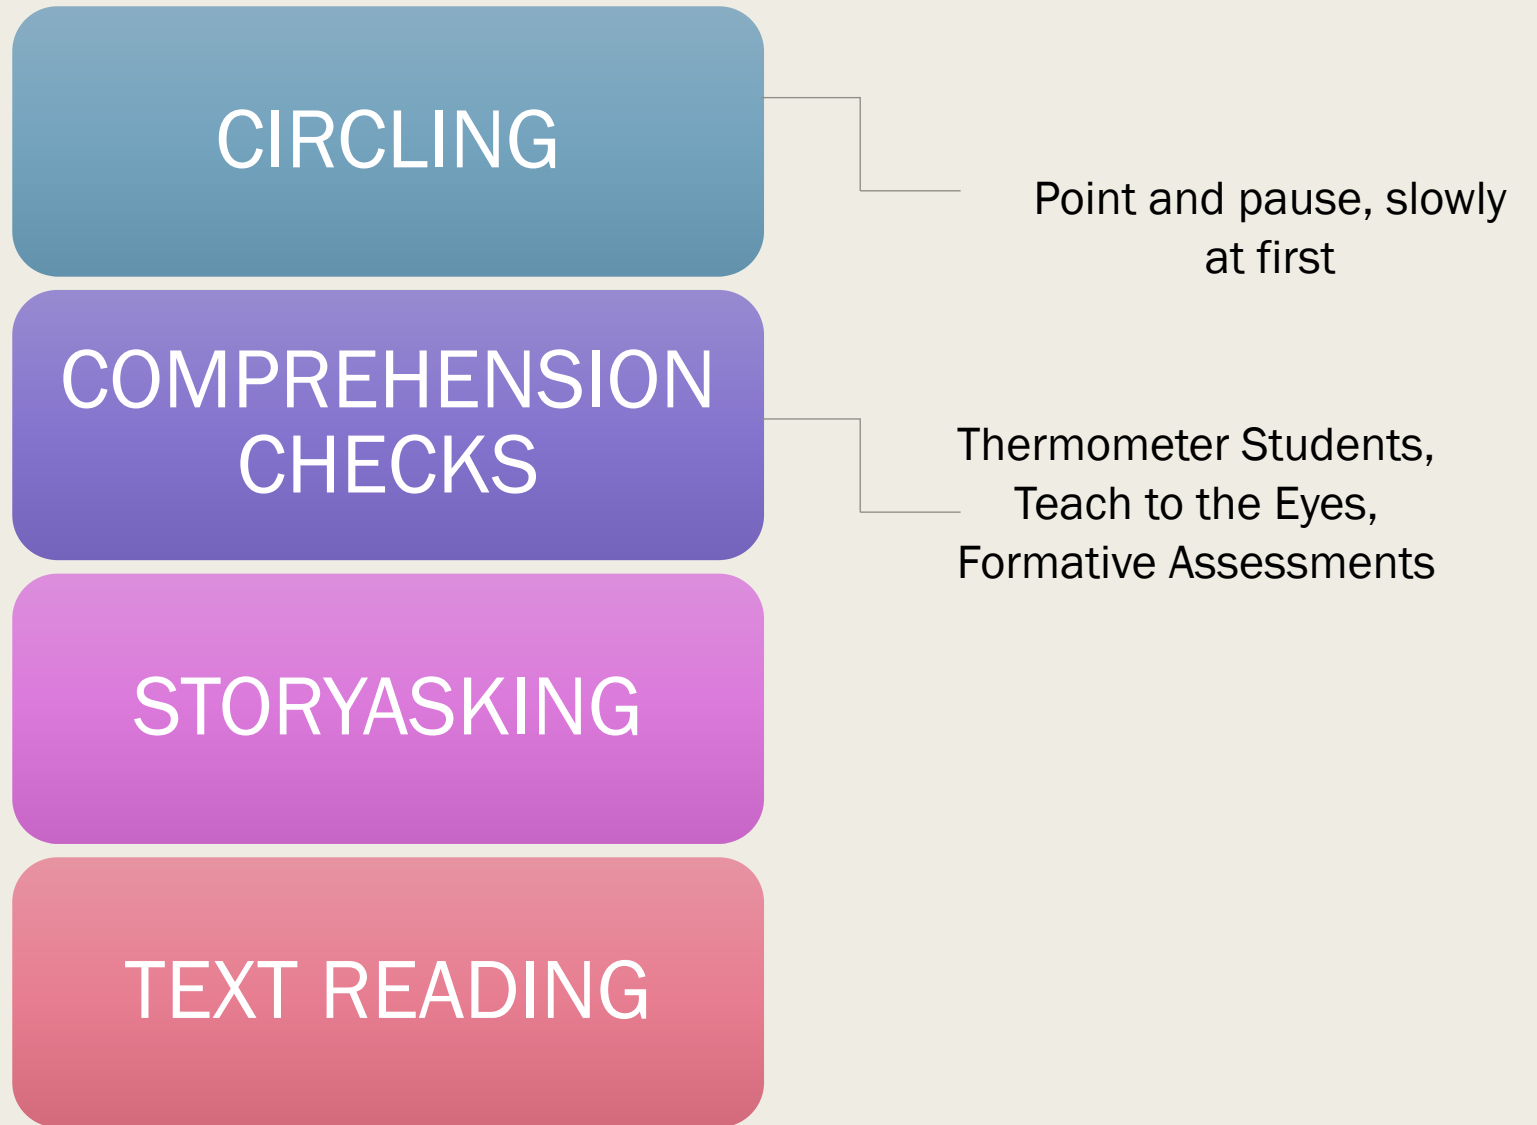 CIRCLING
Point and pause, slowly
at first
COMPREHENSION
CHECKS
Thermometer Students,
Teach to the Eyes,
Formative Assessments
STORYASKING
TEXT READING